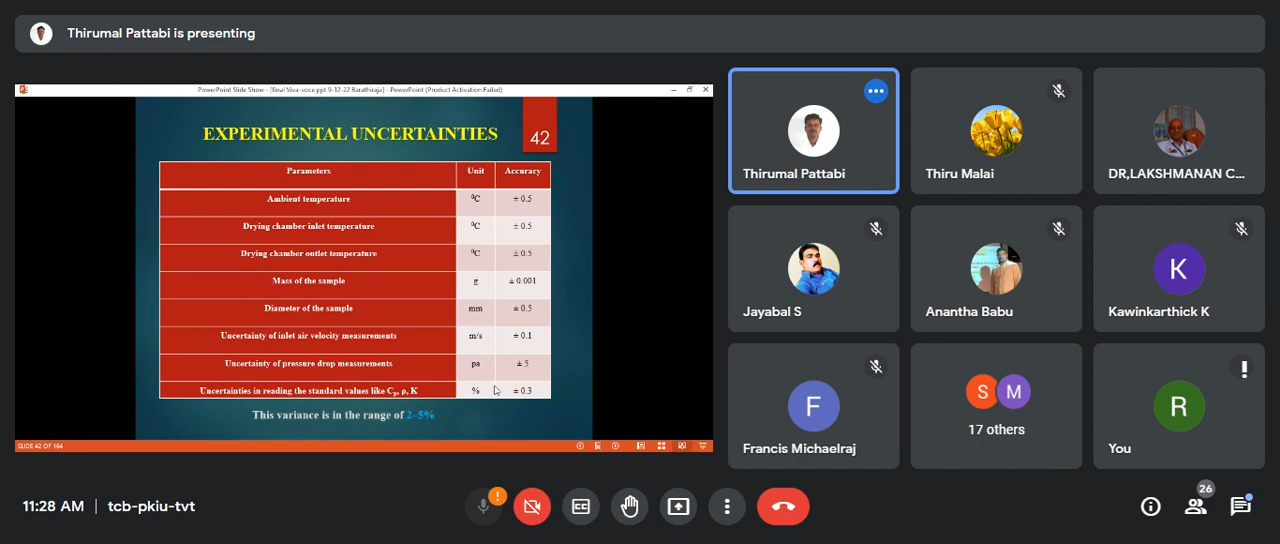 Thirumal Pattabi is presenting
PowerPoint Slide Show - [final Viva-voce.ppt 9-12-22 Barathiraja] - PowerPoint (Product Activation Failed)
EXPERIMENTAL UNCERTAINTIES
42
Parameters Unit Accuracy
Ambient temperature ⁰C ± 0.5
Drying chamber inlet temperature ⁰C ± 0.5
Drying chamber outlet temperature ⁰C ± 0.5
Mass of the sample g ± 0.001
Diameter of the sample mm ± 0.5
Uncertainty of inlet air velocity measurements m/s ± 0.1
Uncertainty of pressure drop measurements pa ± 5
Uncertainties in reading the standard values like Cₚ, ρ, K % ± 0.3
This variance is in the range of 2-5%
SLIDE 42 OF 164
Thirumal Pattabi
Thiru Malai
DR,LAKSHMANAN C...
Jayabal S
Anantha Babu
K
Kawinkarthick K
F
Francis Michaelraj
S M
17 others
R
You
11:28 AM | tcb-pkiu-tvt
CC
26